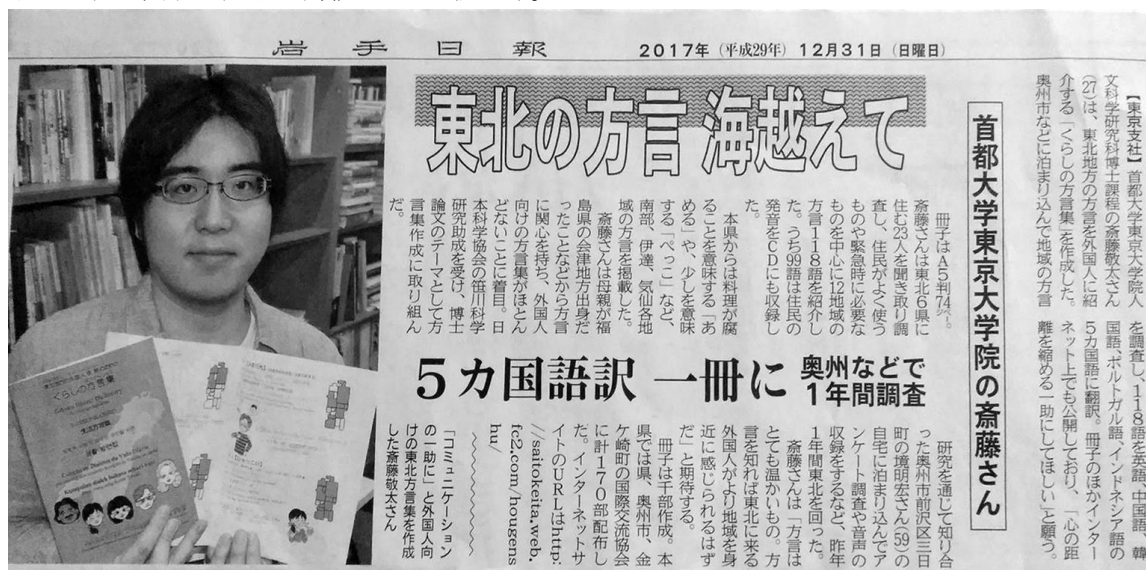 岩手日報 2017年（平成29年）12月31日（日曜日）
東北の方言 海越えて
首都大学東京大学院の斎藤さん
5カ国語訳 一冊に
奥州などで
1年間調査
【東京支社】首都大学東京大学院人
文科学研究科博士課程の斎藤敬太さん
(27)は、東北地方の方言を外国人に紹
介する「くらしの方言集」を作成した。
奥州市などに泊まり込んで地域の方言
を調査し、118語を英語、中国語、韓
国語、ポルトガル語、インドネシア語の
5カ国語に翻訳。冊子のほかインター
ネット上でも公開しており、「心の距
離を縮める一助にしてほしい」と願う。
冊子はA5判74ページ。
斎藤さんは東北6県に
住む23人を聞き取り調
査し、住民がよく使う
ものや緊急時に必要な
ものを中心に12地域の
方言118語を紹介し
た。うち99語は住民の
発音をCDにも収録し
た。
本県からは料理が腐
ることを意味する「あ
める」や、少しを意味
する「ぺっこ」など、
南部、伊達、気仙各地
域の方言を掲載した。
斎藤さんは母親が福
島県の会津地方出身だ
ったことなどから方言
に関心を持ち、外国人
向けの方言集がほとん
どないことに着目。日
本科学協会の笹川科学
研究助成を受け、博士
論文のテーマとして方
言集作成に取り組ん
だ。
研究を通じて知り合
った奥州市前沢区三日
町の境明宏さん(59)の
自宅に泊まり込んでア
ンケート調査や音声の
収録をするなど、昨年
1年間東北を回った。
斎藤さんは「方言は
とても温かいもの。方
言を知れば東北に来る
外国人がより地域を身
近に感じられるはず
だ」と期待する。
冊子は千部作成。本
県では県、奥州市、金
ケ崎町の国際交流協会
に計170部配布し
た。インターネットサ
イトのURLはhttp:
//saitokeita.web.
fc2.com/hougens
hu/
「コミュニケーション
の一助に」と外国人向
けの東北方言集を作成
した斎藤敬太さん
くらしの方言集